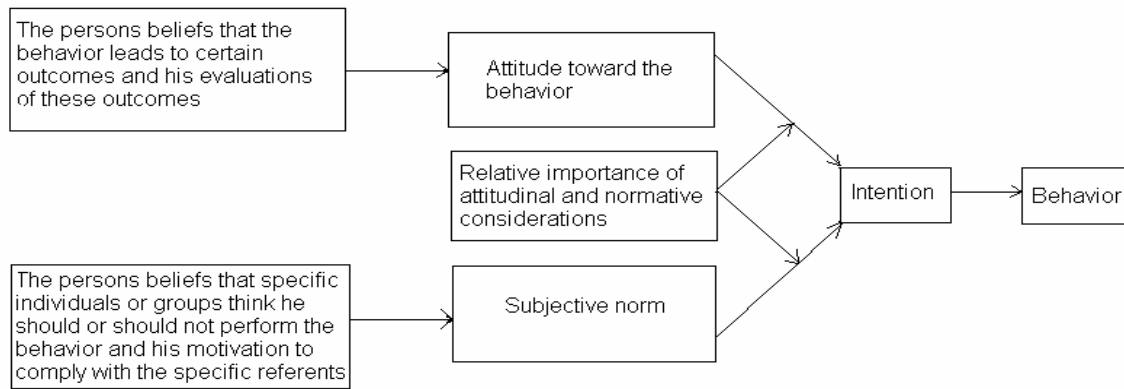 The persons beliefs that the
behavior leads to certain
outcomes and his evaluations
of these outcomes
Attitude toward the
behavior
Relative importance of
attitudinal and normative
considerations
Intention
Behavior
The persons beliefs that specific
individuals or groups think he
should or should not perform the
behavior and his motivation to
comply with the specific referents
Subjective norm